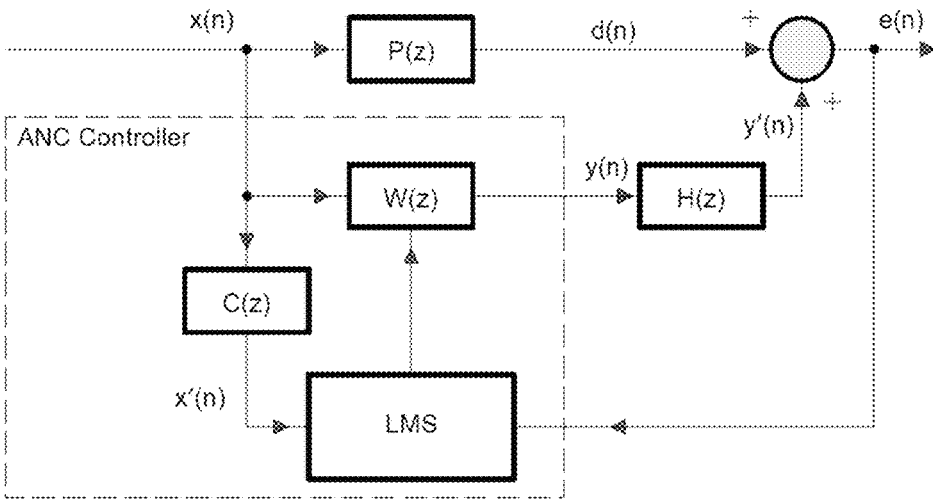 x(n)
P(z)
d(n)
+
e(n)
+
y'(n)
ANC Controller
W(z)
y(n)
H(z)
C(z)
x'(n)
LMS